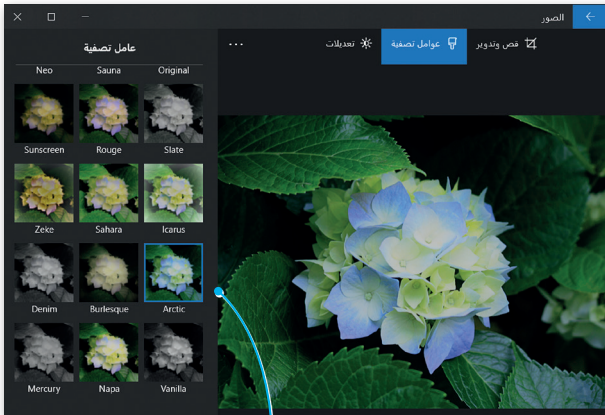 الصور
قص وتدوير
عوامل تصفية
تعديلات
عامل تصفية
Neo Sauna Original
Sunscreen Rouge Slate
Zeke Sahara Icarus
Denim Burlesque Arctic
Mercury Napa Vanilla